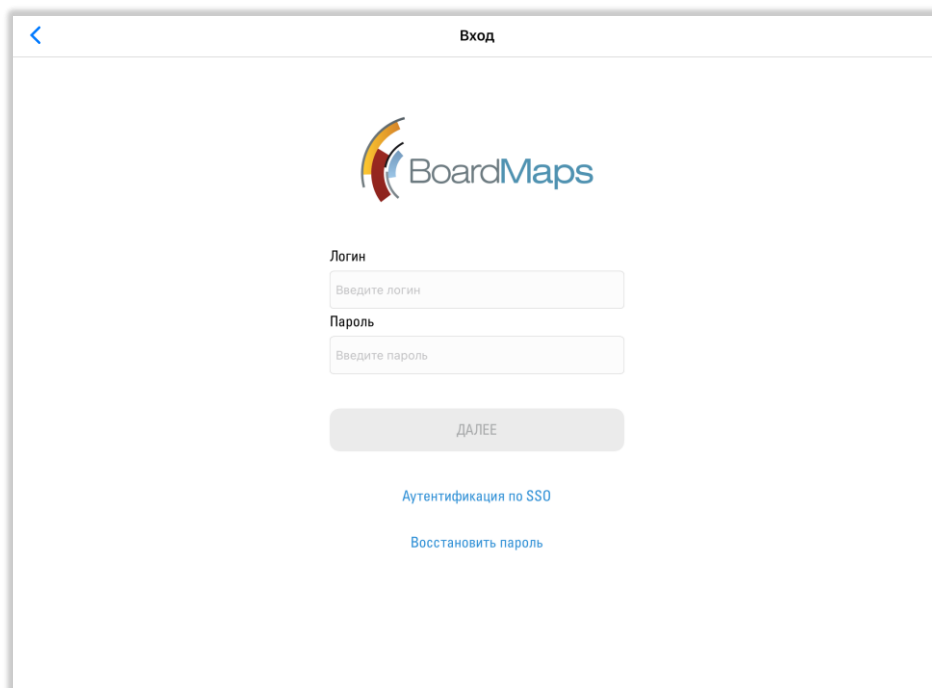 Вход
BoardMaps
Логин
Введите логин
Пароль
Введите пароль
ДАЛЕЕ
Аутентификация по SSO
Восстановить пароль